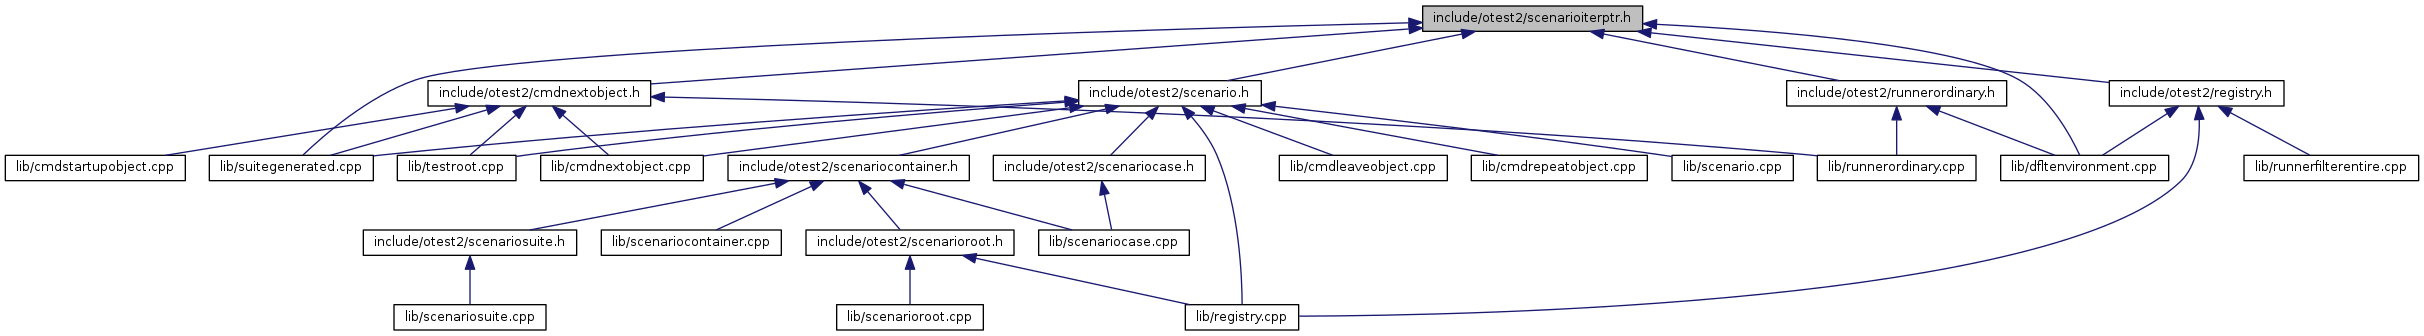 include/otest2/scenarioiterptr.h
include/otest2/cmdnextobject.h
include/otest2/scenario.h
include/otest2/runnerordinary.h
include/otest2/registry.h
lib/cmdstartupobject.cpp
lib/suitegenerated.cpp
lib/testroot.cpp
lib/cmdnextobject.cpp
include/otest2/scenariocontainer.h
include/otest2/scenariocase.h
lib/cmdleaveobject.cpp
lib/cmdrepeatobject.cpp
lib/scenario.cpp
lib/runnerordinary.cpp
lib/dfltenvironment.cpp
lib/runnerfilterentire.cpp
include/otest2/scenariosuite.h
lib/scenariocontainer.cpp
include/otest2/scenarioroot.h
lib/scenariocase.cpp
lib/scenariosuite.cpp
lib/scenarioroot.cpp
lib/registry.cpp